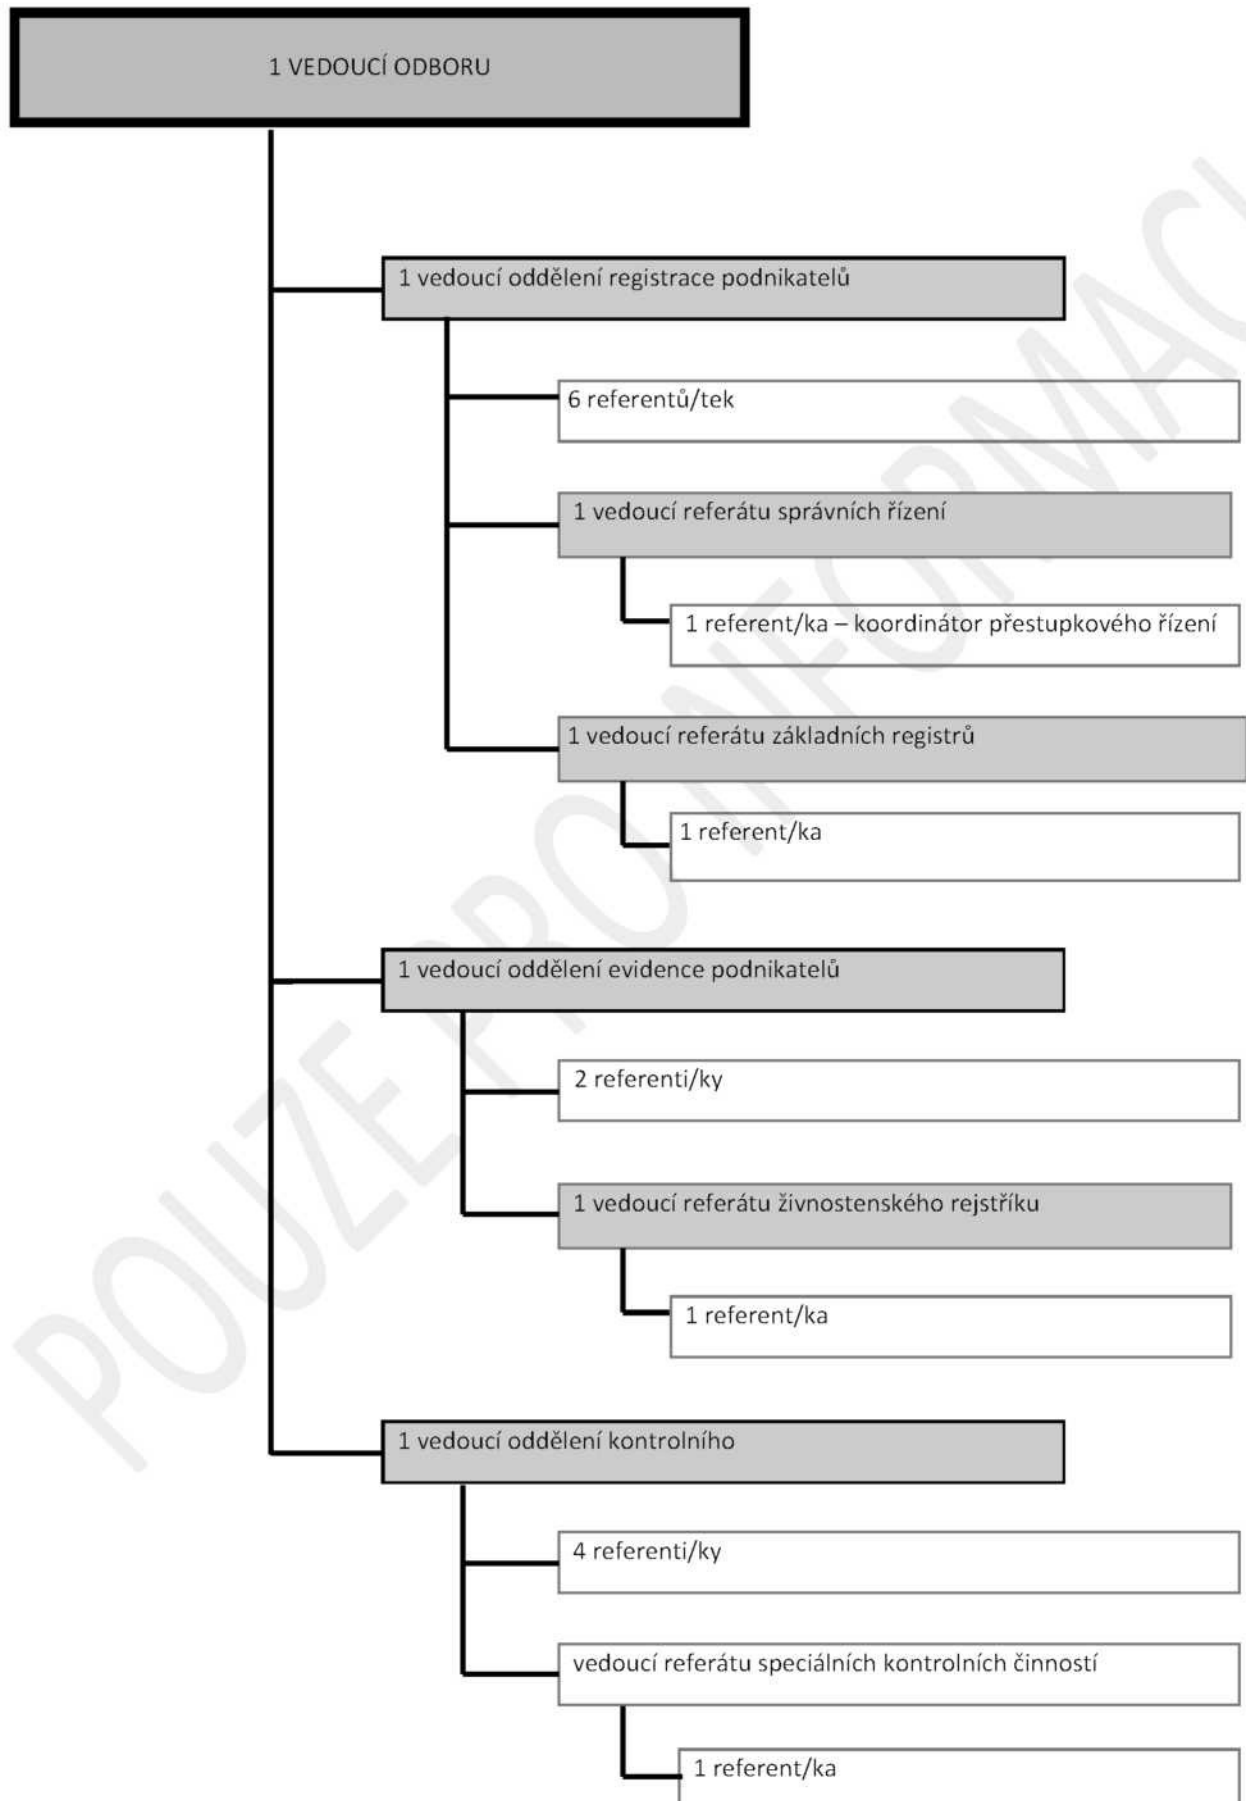 1 VEDOUCÍ ODBORU
1 vedoucí oddělení registrace podnikatelů
6 referentů/tek
1 vedoucí referátu správních řízení
1 referent/ka – koordinátor přestupkového řízení
1 vedoucí referátu základních registrů
1 referent/ka
1 vedoucí oddělení evidence podnikatelů
2 referenti/ky
1 vedoucí referátu živnostenského rejstříku
1 referent/ka
1 vedoucí oddělení kontrolního
4 referenti/ky
vedoucí referátu speciálních kontrolních činností
1 referent/ka
POUZE PRO INFORMACI